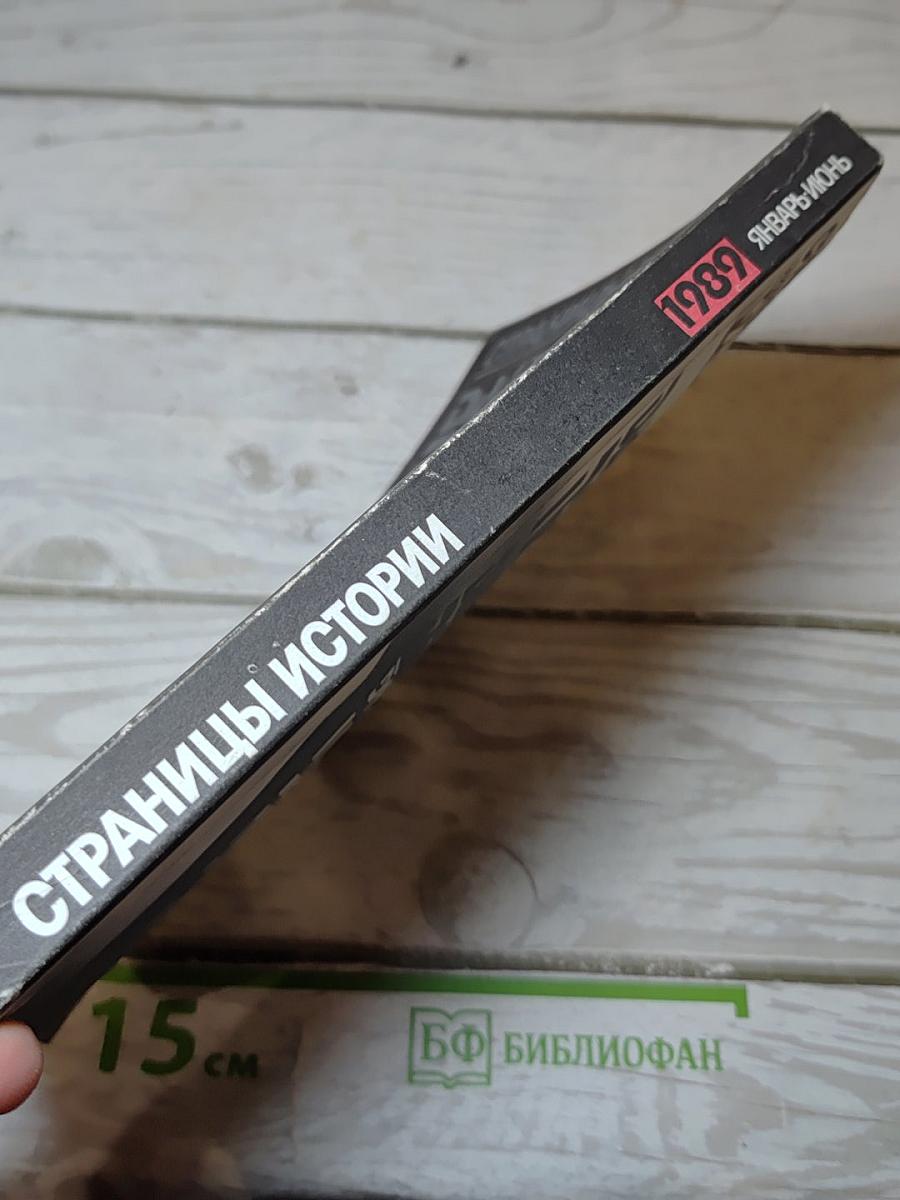 СТРАНИЦЫ ИСТОРИИ
1989
ЯНВАРЬ-ИЮНЬ
15 см
БФ БИБЛИОФАН